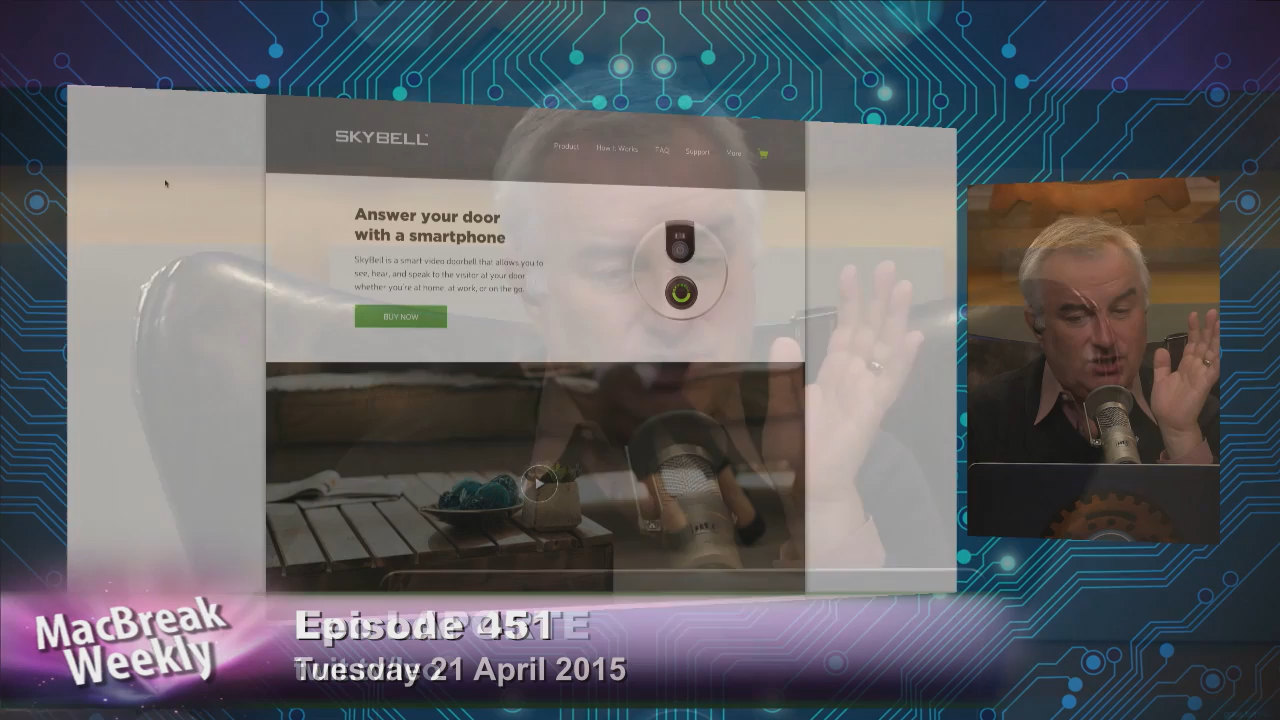 SKYBELL
Product How It Works FAQ Support More
Answer your door
with a smartphone
SkyBell is a smart video doorbell that allows you to
see, hear, and speak to the visitor at your door
whether you're at home, at work, or on the go.
BUY NOW
MacBreak
Weekly
Episode 451
Tuesday 21 April 2015